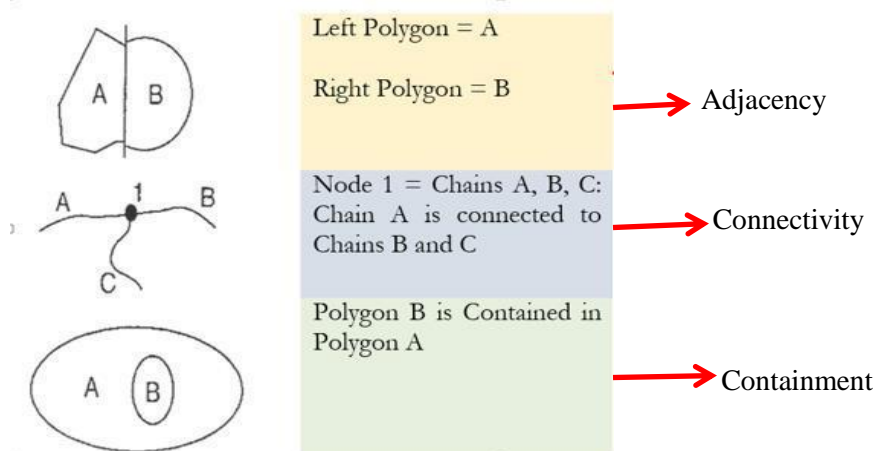 A B
Left Polygon = A
Right Polygon = B
Adjacency
A 1 B
C
Node 1 = Chains A, B, C:
Chain A is connected to
Chains B and C
Connectivity
A B
Polygon B is Contained in
Polygon A
Containment